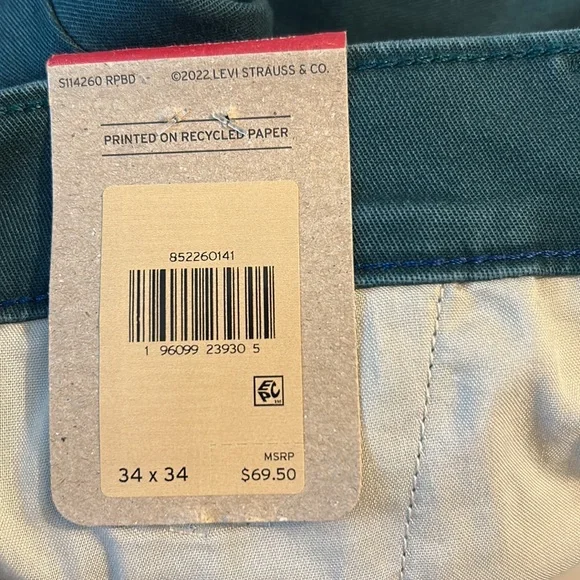 S114260 RPBD ©2022 LEVI STRAUSS & CO.
PRINTED ON RECYCLED PAPER
852260141
1 96099 23930 5
EPC
MSRP
34 x 34 $69.50